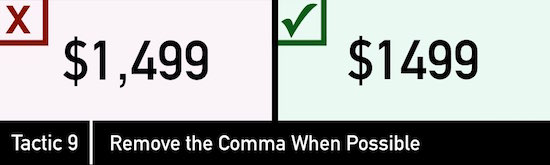 X
$1,499
$1499
Tactic 9
Remove the Comma When Possible